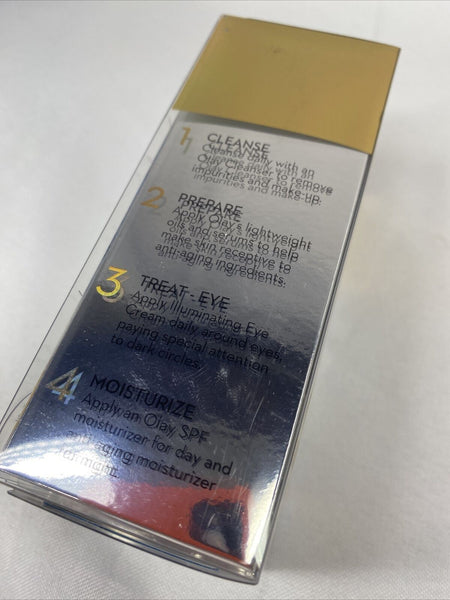 1 CLEANSE
Cleanse daily with an
Olay Cleanser to remove
impurities and make-up.
2 PREPARE
Apply Olay's lightweight
oils and serums to help
make skin receptive to
anti-aging ingredients.
3 TREAT - EYE
Apply Illuminating Eye
Cream daily around eyes,
paying special attention
to dark circles.
4 MOISTURIZE
Apply an Olay SPF
moisturizer for day and
anti-aging moisturizer
for night.